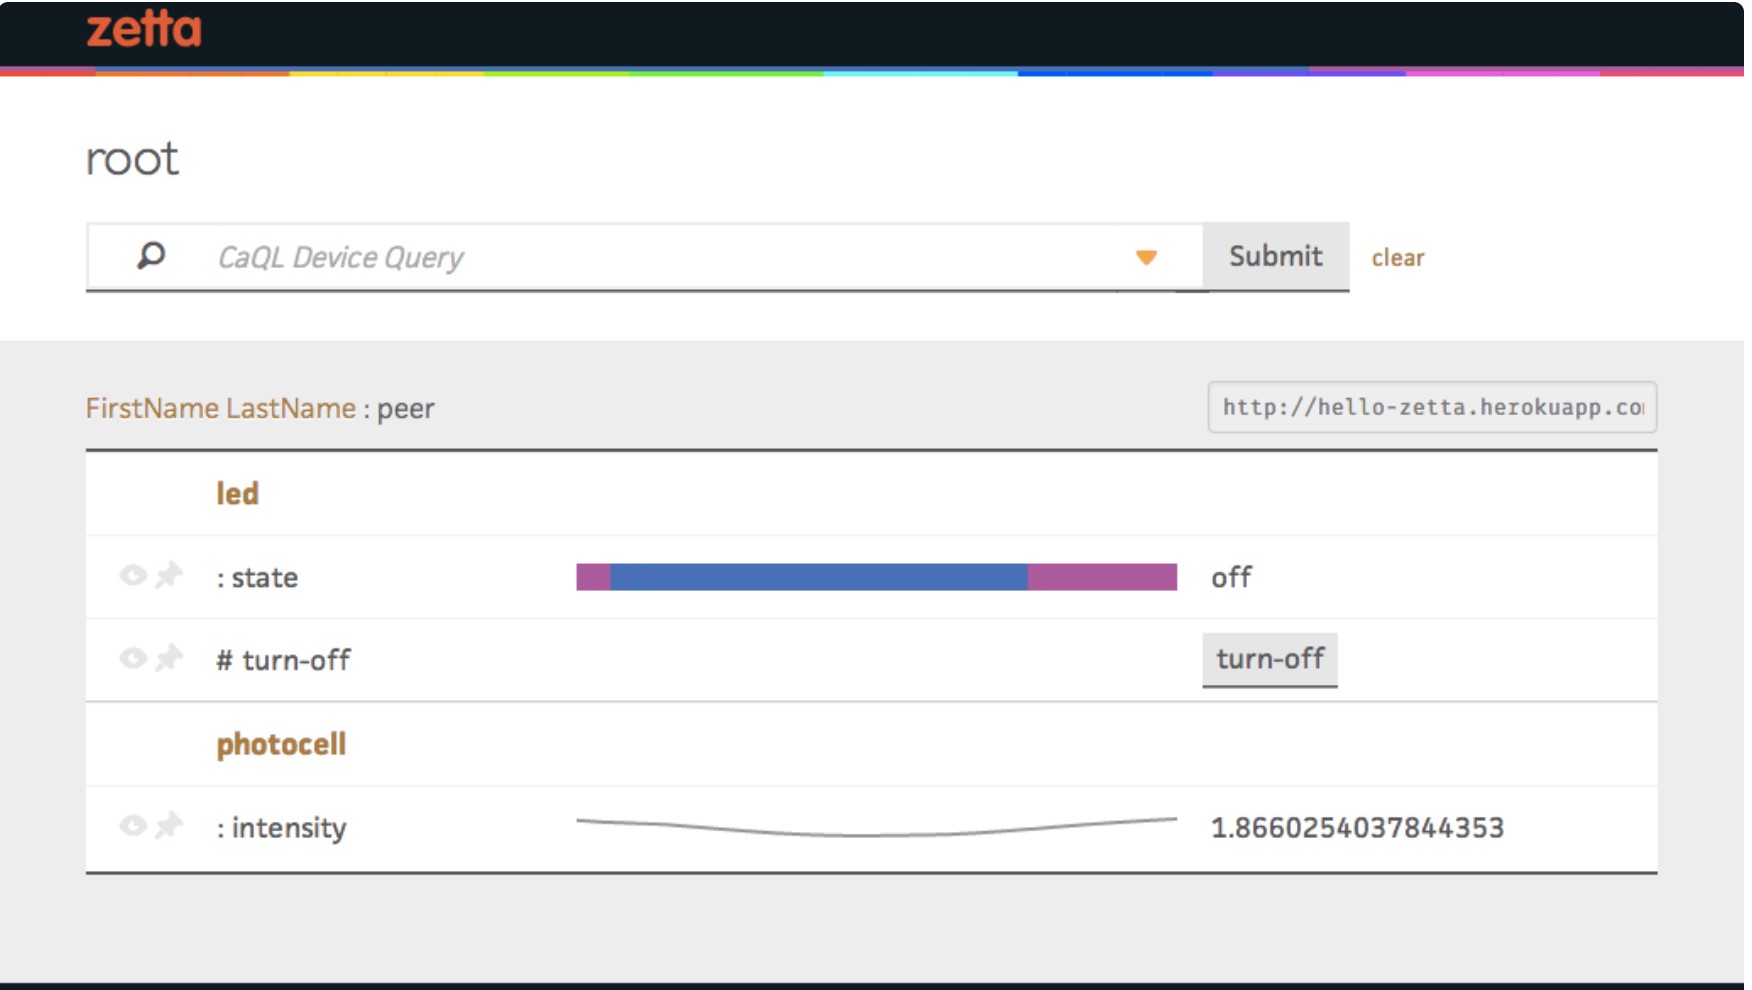 zetta
root
CaQL Device Query Submit clear
FirstName LastName : peer http://hello-zetta.herokuapp.co
led
: state off
# turn-off turn-off
photocell
: intensity 1.8660254037844353